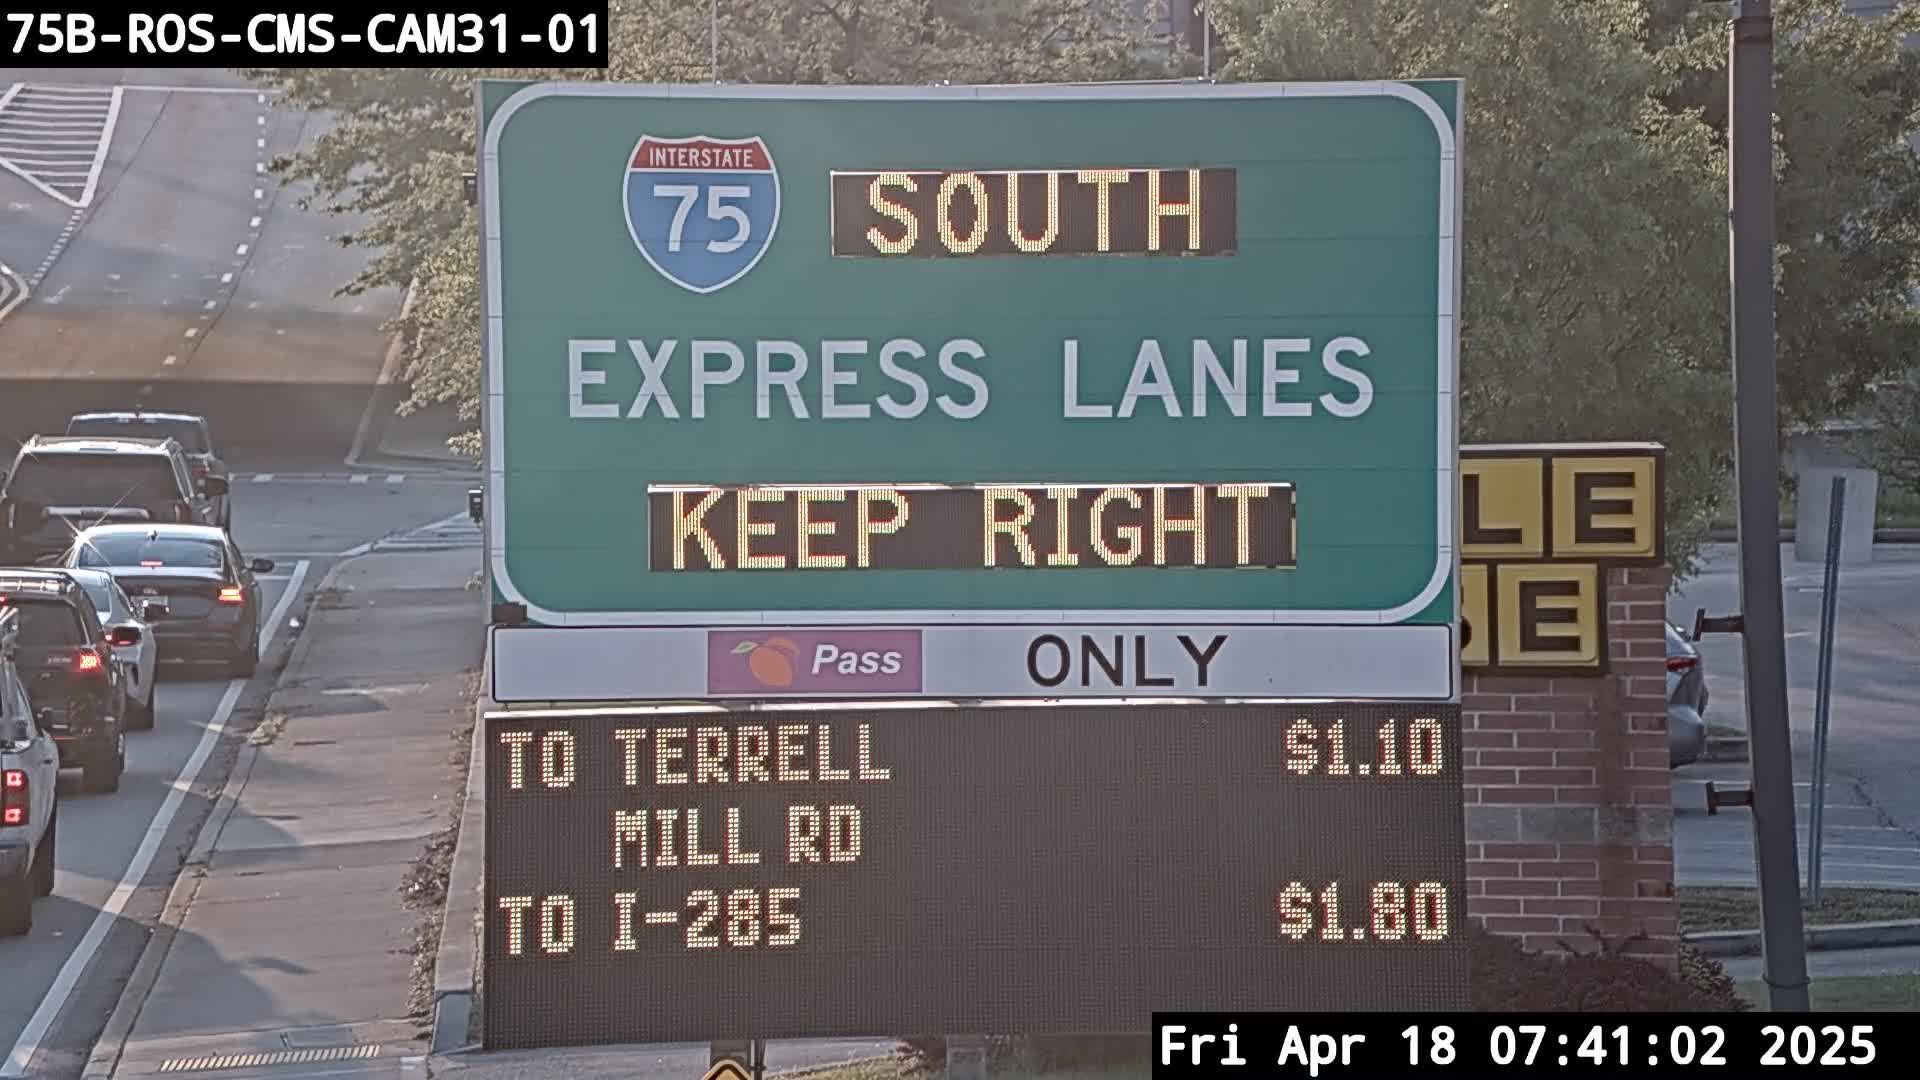 75B-ROS-CMS-CAM31-01
INTERSTATE
75
SOUTH
EXPRESS LANES
KEEP RIGHT
Pass ONLY
TO TERRELL $1.10
MILL RD
TO I-285 $1.80
LE
E
Fri Apr 18 07:41:02 2025